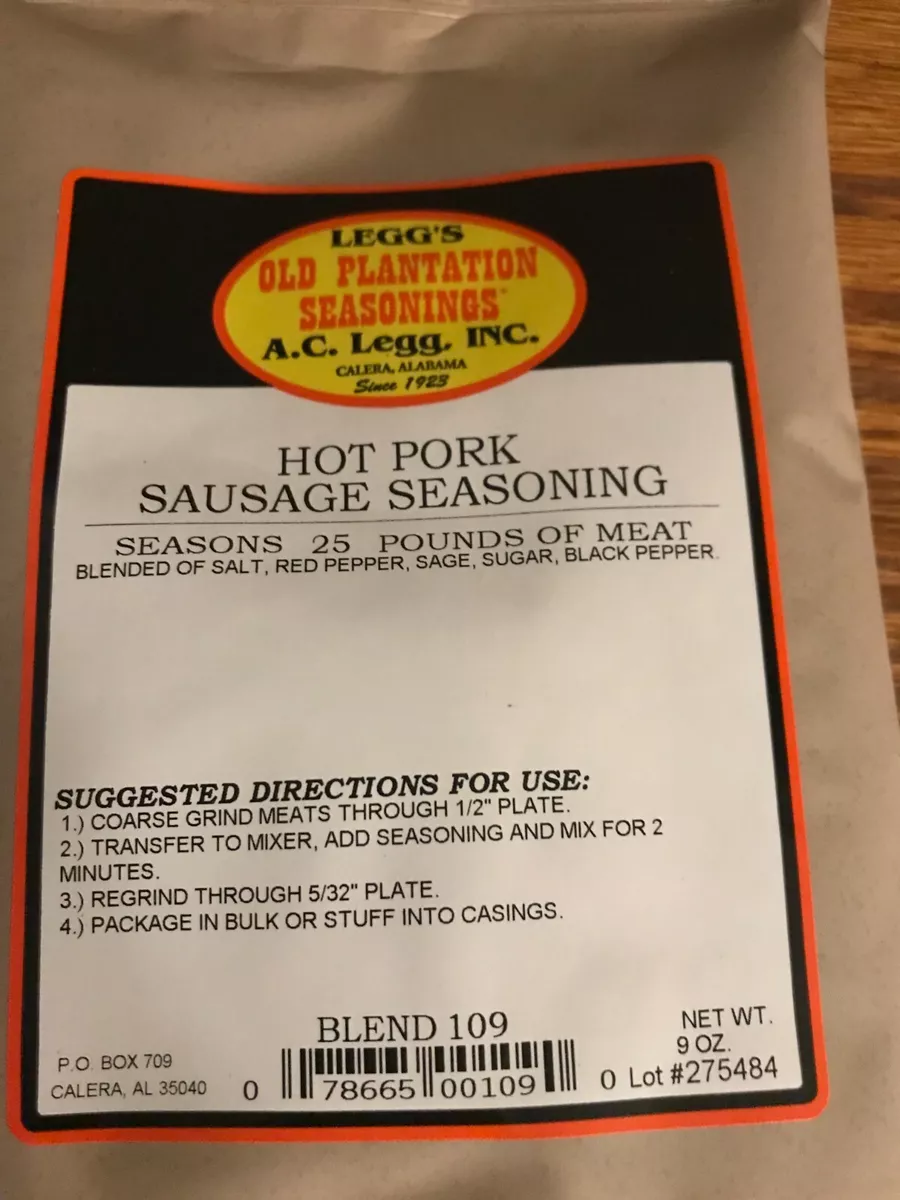 LEGG'S
OLD PLANTATION
SEASONINGS
A.C. Legg, INC.
CALERA, ALABAMA
Since 1923
HOT PORK
SAUSAGE SEASONING
SEASONS 25 POUNDS OF MEAT
BLENDED OF SALT, RED PEPPER, SAGE, SUGAR, BLACK PEPPER.
SUGGESTED DIRECTIONS FOR USE:
1.) COARSE GRIND MEATS THROUGH 1/2" PLATE.
2.) TRANSFER TO MIXER, ADD SEASONING AND MIX FOR 2
MINUTES.
3.) REGRIND THROUGH 5/32" PLATE.
4.) PACKAGE IN BULK OR STUFF INTO CASINGS.
BLEND 109
P.O. BOX 709
CALERA, AL 35040
0 78665 00109 0
NET WT.
9 OZ.
Lot #275484